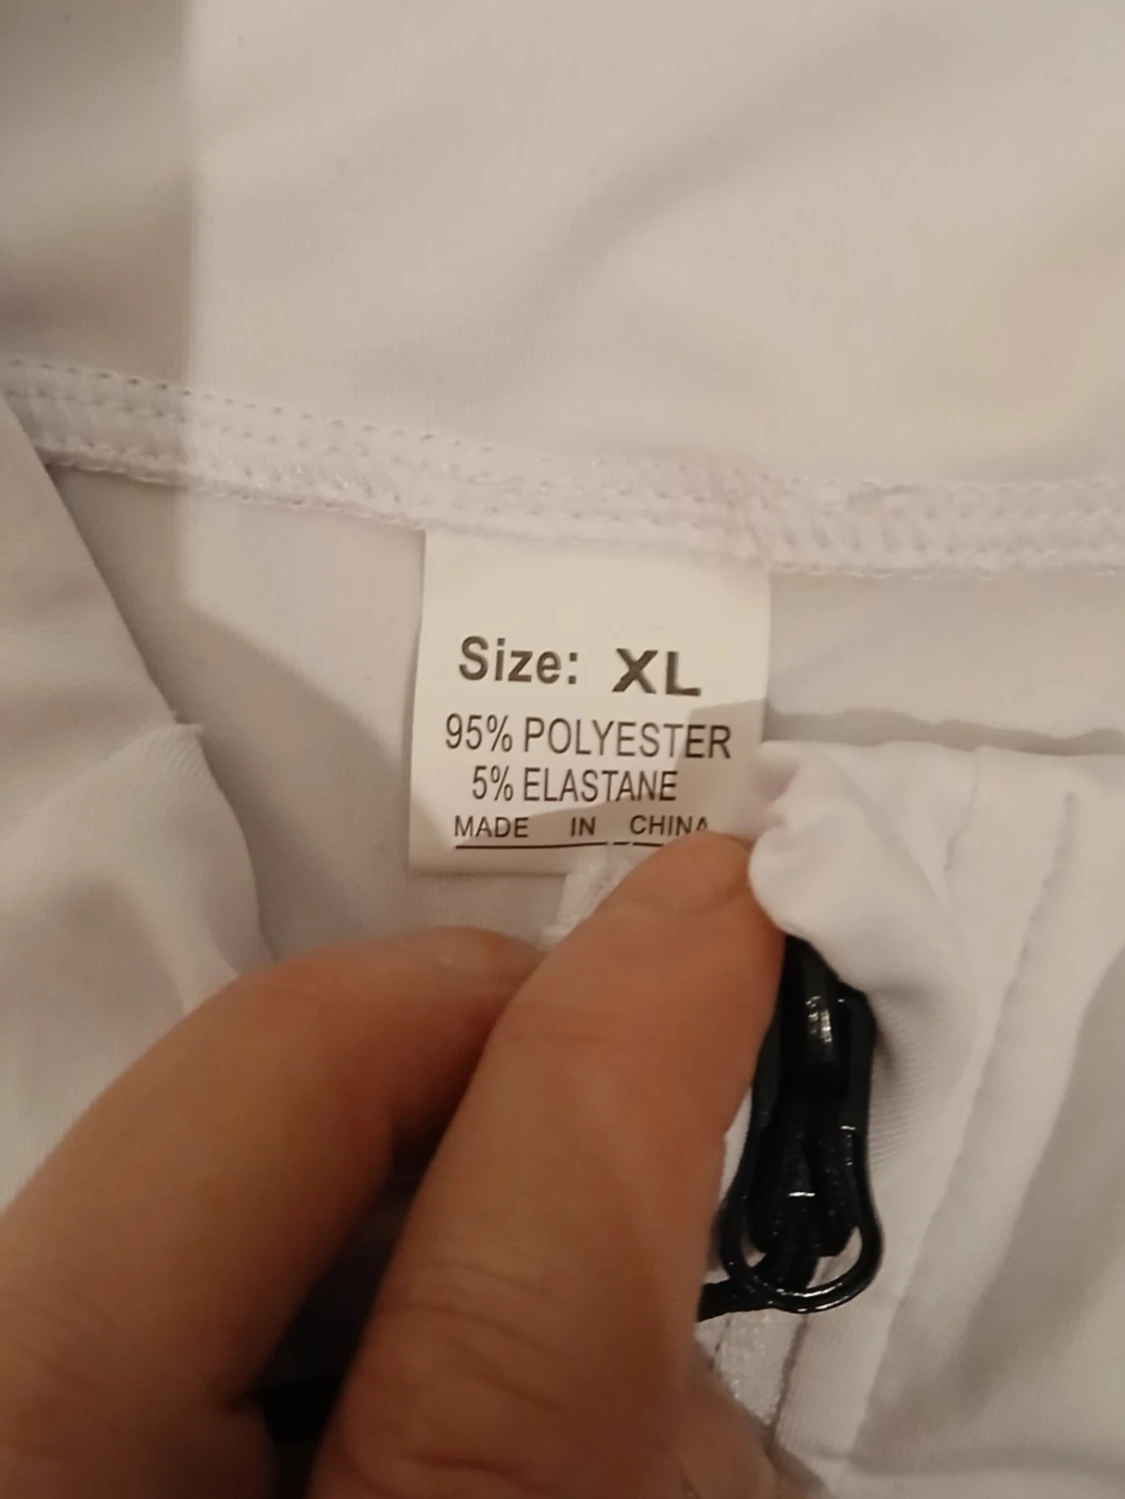 Size: XL
95% POLYESTER
5% ELASTANE
MADE IN CHINA